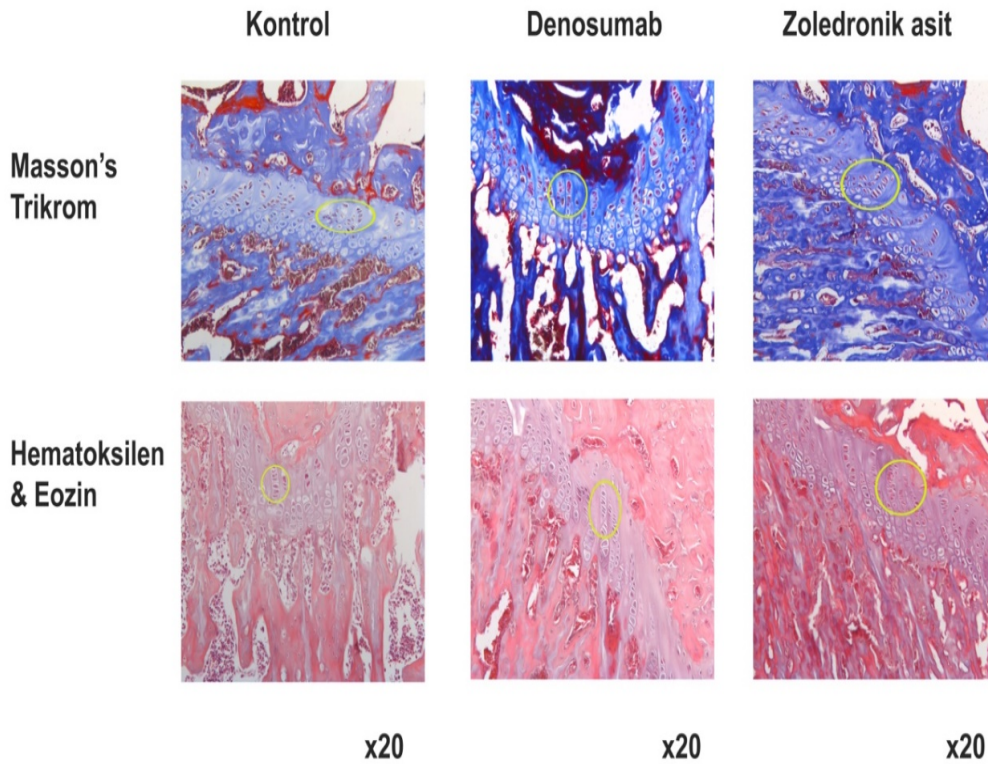 Kontrol
Denosumab
Zoledronik asit
Masson's
Trikrom
Hematoksilen
& Eozin
x20
x20
x20